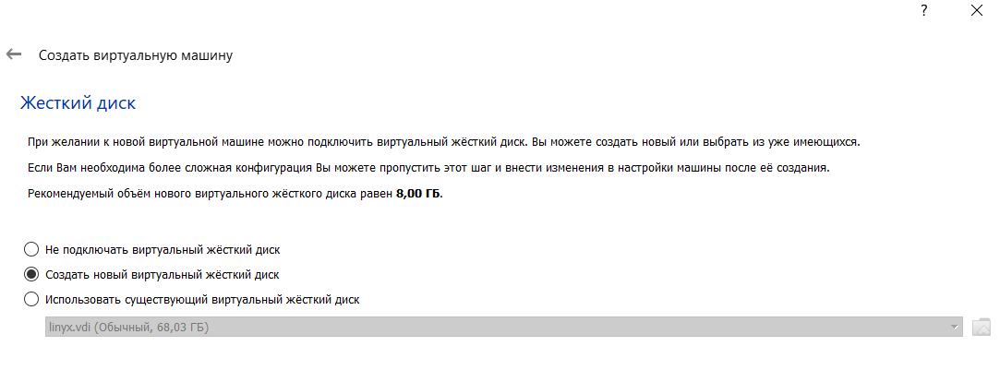 ?
Создать виртуальную машину
Жесткий диск
При желании к новой виртуальной машине можно подключить виртуальный жёсткий диск. Вы можете создать новый или выбрать из уже имеющихся.
Если Вам необходима более сложная конфигурация Вы можете пропустить этот шаг и внести изменения в настройки машины после её создания.
Рекомендуемый объём нового виртуального жёсткого диска равен 8,00 ГБ.
Не подключать виртуальный жёсткий диск
Создать новый виртуальный жёсткий диск
Использовать существующий виртуальный жёсткий диск
linyx.vdi (Обычный, 68,03 ГБ)